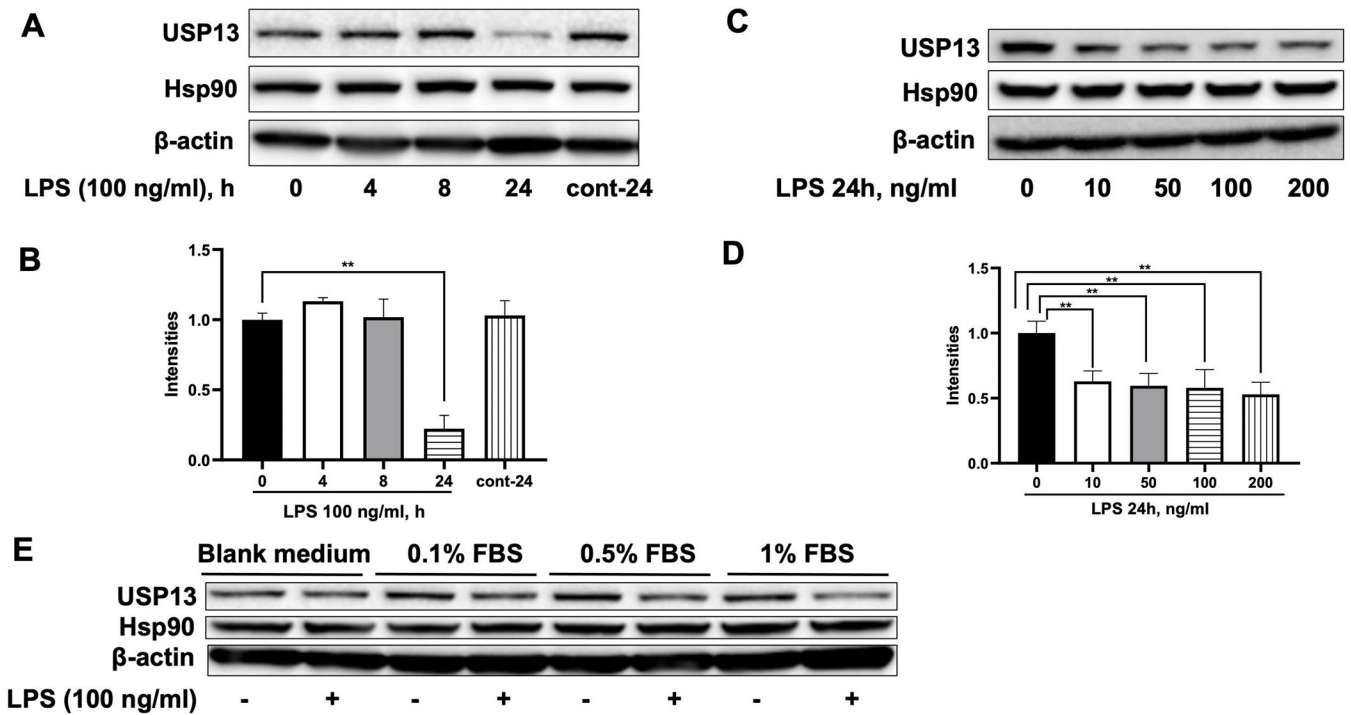 A
USP13
Hsp90
β-actin
LPS (100 ng/ml), h 0 4 8 24 cont-24
C
USP13
Hsp90
β-actin
LPS 24h, ng/ml 0 10 50 100 200
B
Intensities
1.5
1.0
0.5
0.0
**
0 4 8 24 cont-24
LPS 100 ng/ml, h
D
Intensities
1.5
1.0
0.5
0.0
**
**
**
**
0 10 50 100 200
LPS 24h, ng/ml
E
Blank medium 0.1% FBS 0.5% FBS 1% FBS
USP13
Hsp90
β-actin
LPS (100 ng/ml) - + - + - + - +